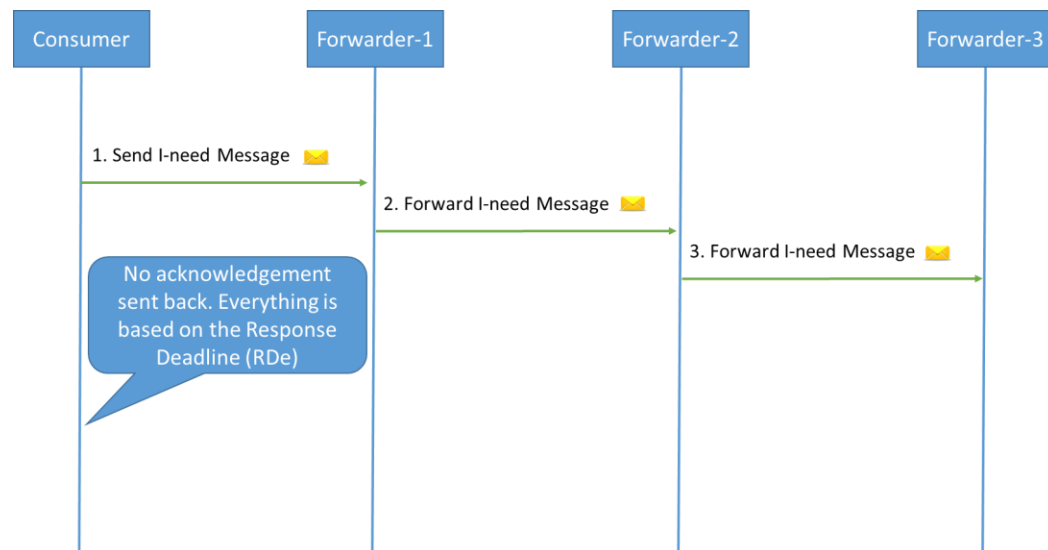 Consumer
Forwarder-1
Forwarder-2
Forwarder-3
1. Send I-need Message
2. Forward I-need Message
3. Forward I-need Message
No acknowledgement
sent back. Everything is
based on the Response
Deadline (RDe)